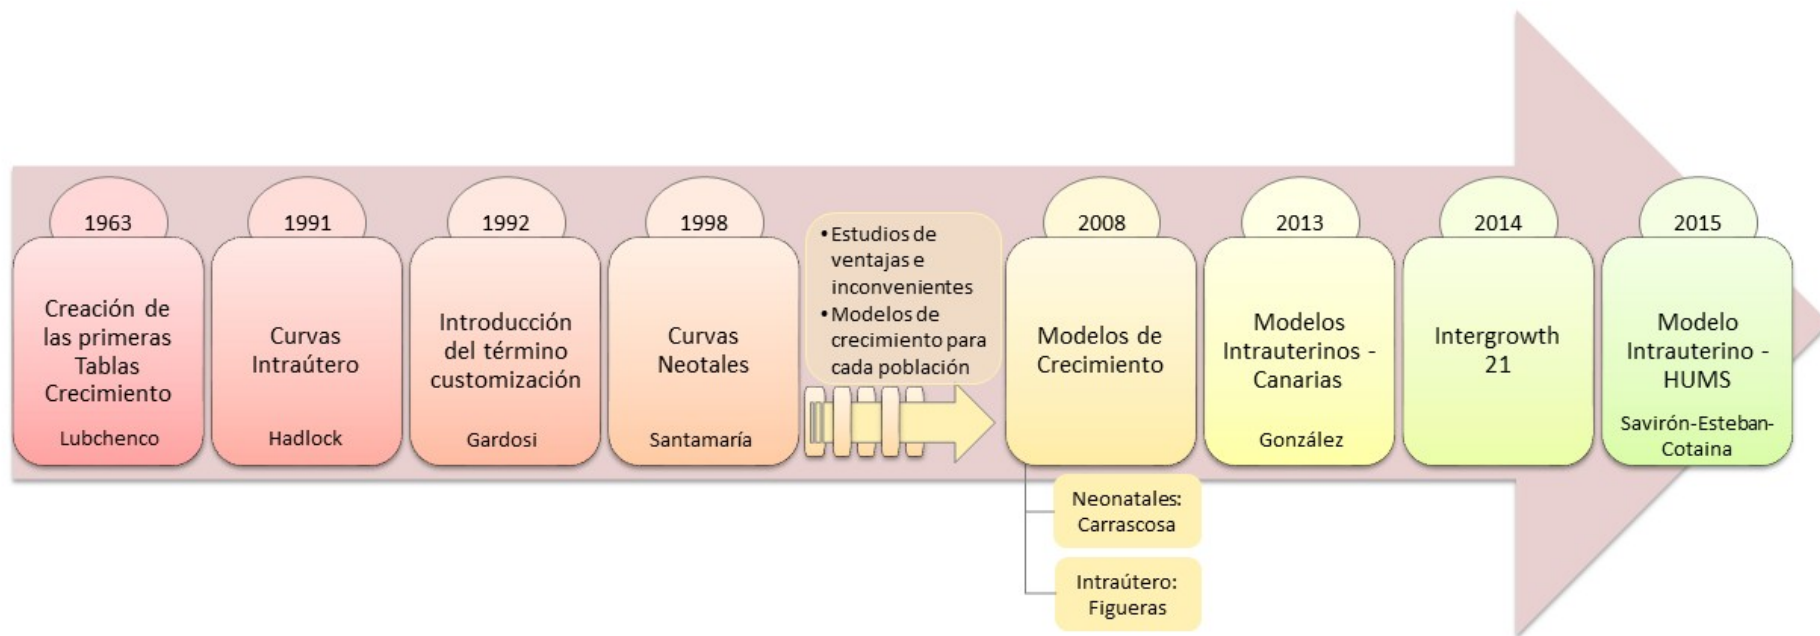 1963
Creación de
las primeras
Tablas
Crecimiento
Lubchenco
1991
Curvas
Intraútero
Hadlock
1992
Introducción
del término
customización
Gardosi
1998
Curvas
Neotales
Santamaría
•Estudios de
ventajas e
inconvenientes
•Modelos de
crecimiento para
cada población
2008
Modelos de
Crecimiento
Neonatales:
Carrascosa
Intraútero:
Figueras
2013
Modelos
Intrauterinos -
Canarias
González
2014
Intergrowth
21
2015
Modelo
Intrauterino -
HUMS
Savirón-Esteban-
Cotaina